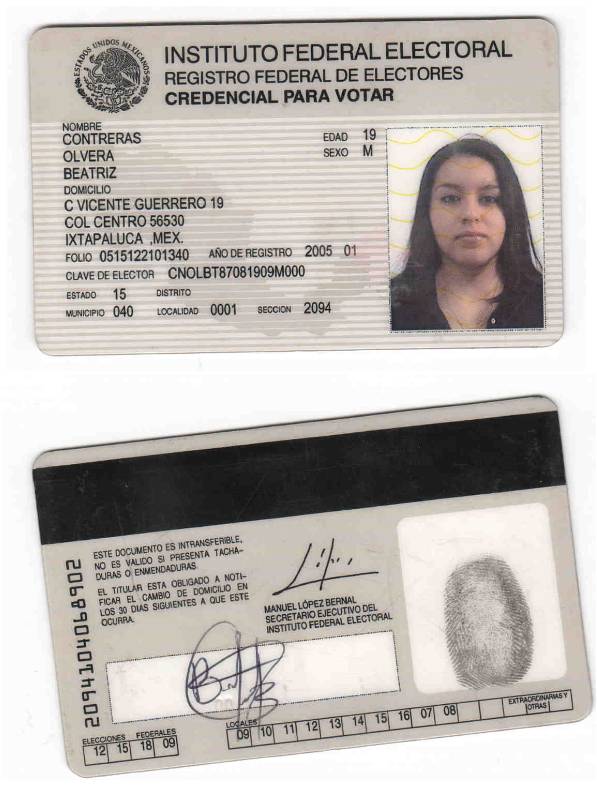 ESTADOS UNIDOS MEXICANOS
INSTITUTO FEDERAL ELECTORAL
REGISTRO FEDERAL DE ELECTORES
CREDENCIAL PARA VOTAR
NOMBRE
CONTRERAS EDAD 19
OLVERA SEXO M
BEATRIZ
DOMICILIO
C VICENTE GUERRERO 19
COL CENTRO 56530
IXTAPALUCA ,MEX.
FOLIO 0515122101340 AÑO DE REGISTRO 2005 01
CLAVE DE ELECTOR CNOLBT87081909M000
ESTADO 15 DISTRITO
MUNICIPIO 040 LOCALIDAD 0001 SECCION 2094
ESTE DOCUMENTO ES INTRANSFERIBLE,
NO ES VALIDO SI PRESENTA TACHA-
DURAS O ENMENDADURAS.
EL TITULAR ESTA OBLIGADO A NOTI-
FICAR EL CAMBIO DE DOMICILIO EN
LOS 30 DIAS SIGUIENTES A QUE ESTE
OCURRA.
MANUEL LÓPEZ BERNAL
SECRETARIO EJECUTIVO DEL
INSTITUTO FEDERAL ELECTORAL
2094104068902
ELECCIONES FEDERALES
12 15 18 09
LOCALES
09 10 11 12 13 14 15 16 07 08
EXTRAORDINARIAS Y
OTRAS